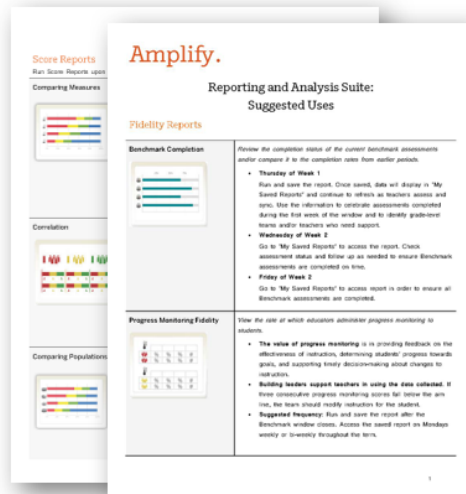 Score Reports
Run Score Reports upon
Comparing Measures
Correlation
Comparing Populations
Amplify.
Reporting and Analysis Suite:
Suggested Uses
Fidelity Reports
Benchmark Completion
Review the completion status of the current benchmark assessments
and/or compare it to the completion rates from earlier periods.
• Thursday of Week 1
Run and save the report. Once saved, data will display in "My
Saved Reports" and continue to refresh as teachers assess and
sync. Use the information to celebrate assessments completed
during the first week of the window and to identify grade-level
teams and/or teachers who need support.
• Wednesday of Week 2
Go to "My Saved Reports" to access the report. Check
assessment status and follow up as needed to ensure Benchmark
assessments are completed on time.
• Friday of Week 2
Go to "My Saved Reports" to access report in order to ensure all
Benchmark assessments are completed.
Progress Monitoring Fidelity
View the rate at which educators administer progress monitoring to
students.
• The value of progress monitoring is in providing feedback on the
effectiveness of instruction, determining students' progress towards
goals, and supporting timely decision-making about changes to
instruction.
• Building leaders support teachers in using the data collected. If
three consecutive progress monitoring scores fall below the aim
line, the team should modify instruction for the student.
• Suggested frequency: Run and save the report after the
Benchmark window closes. Access the saved report on Mondays
weekly or bi-weekly throughout the term.
1